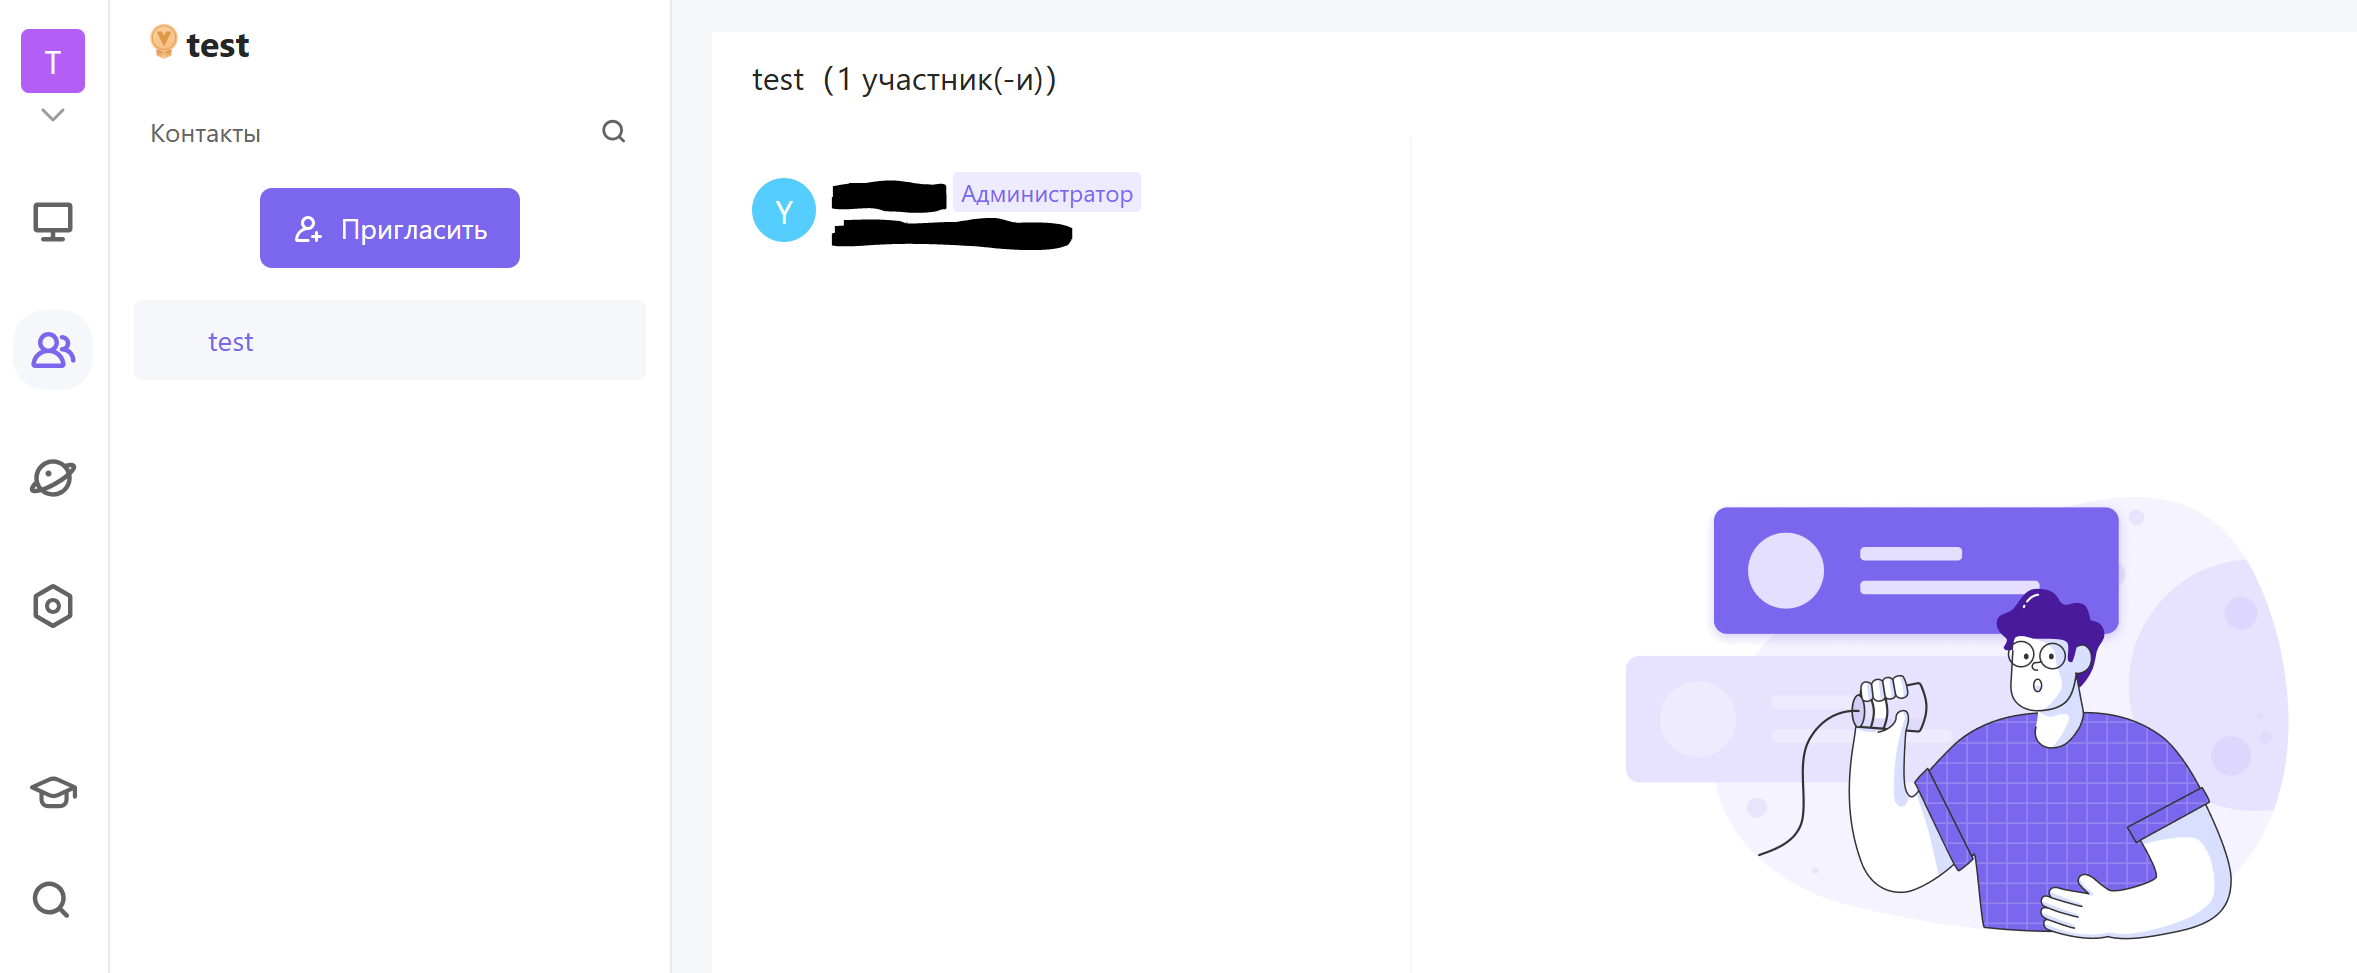 T
test
Контакты
Пригласить
test
test（1 участник(-и)）
Y
Администратор